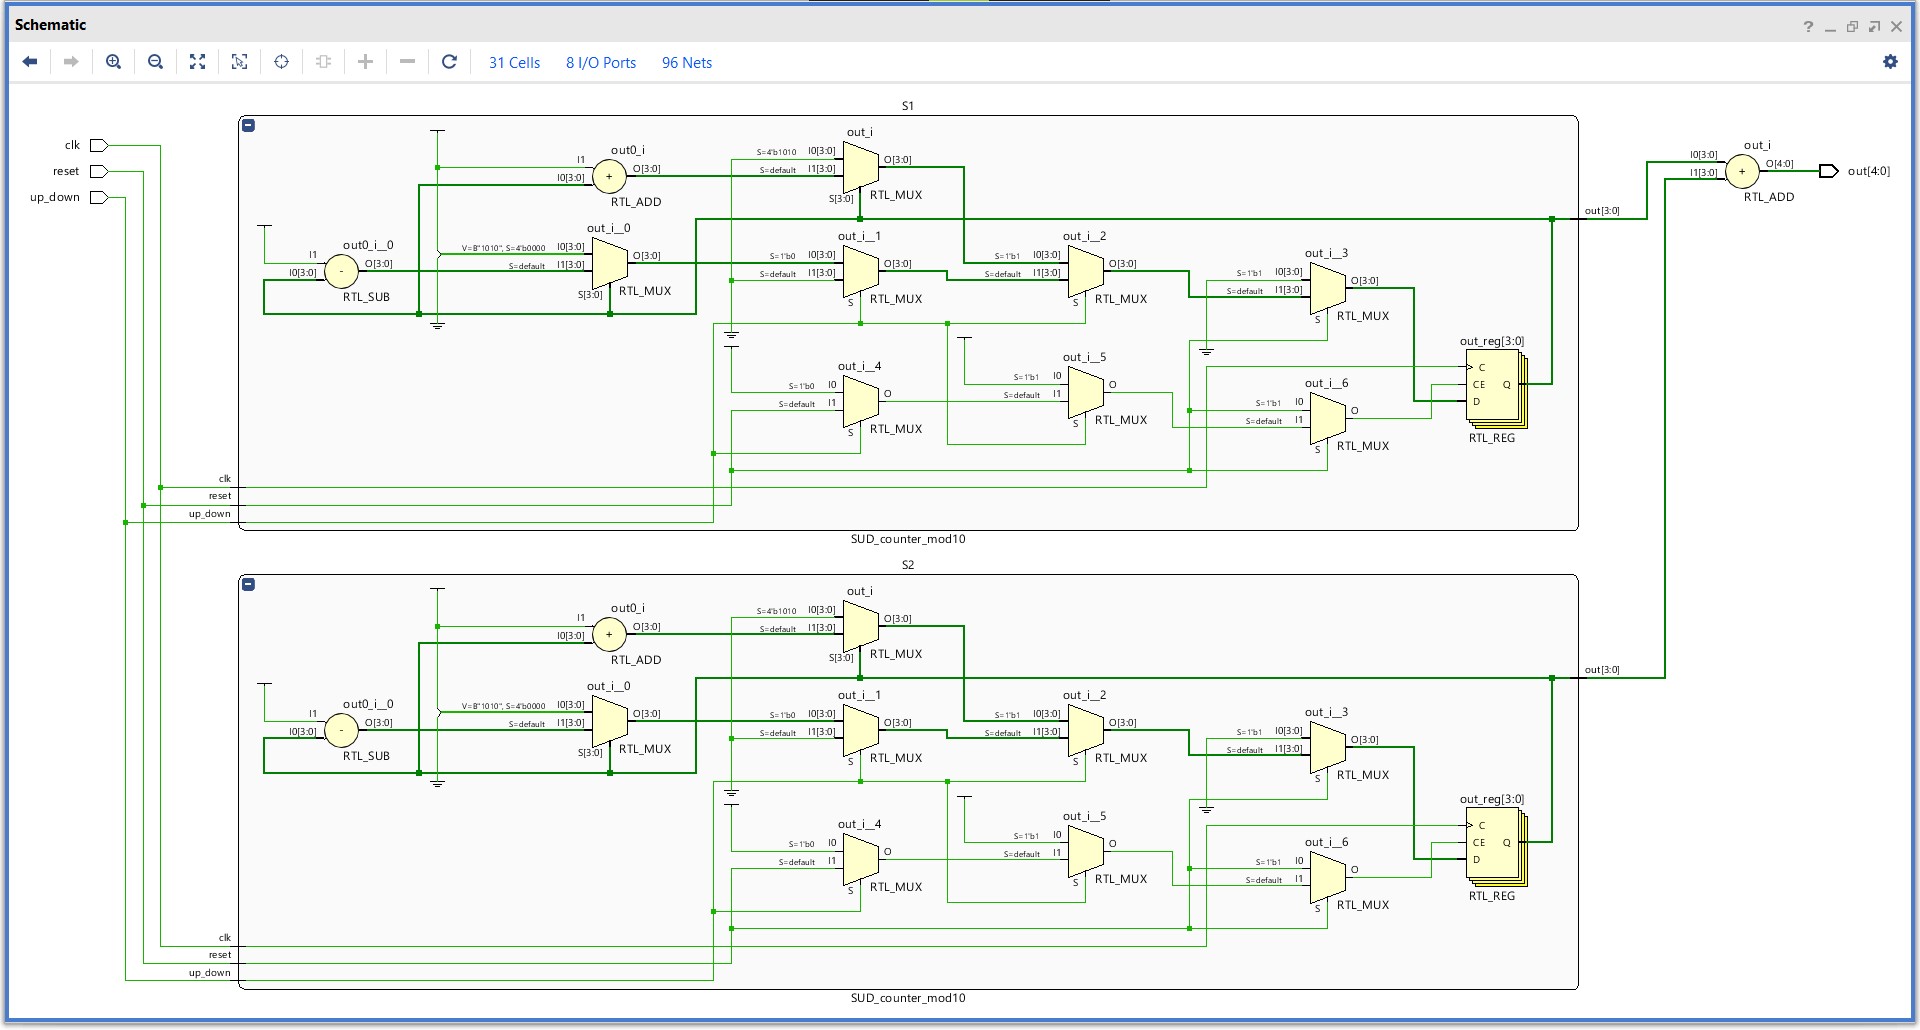 Schematic
31 Cells 8 I/O Ports 96 Nets
clk
reset
up_down
S1
out0_i
I1
I0[3:0]
O[3:0]
+
RTL_ADD
out_i
S=4'b1010 I0[3:0]
S=default I1[3:0]
O[3:0]
S[3:0]
RTL_MUX
out0_i__0
I1
I0[3:0]
O[3:0]
-
RTL_SUB
out_i__0
V=B"1010", S=4'b0000 I0[3:0]
S=default I1[3:0]
O[3:0]
S[3:0]
RTL_MUX
out_i__1
S=1'b0 I0[3:0]
S=default I1[3:0]
O[3:0]
S
RTL_MUX
out_i__2
S=1'b1 I0[3:0]
S=default I1[3:0]
O[3:0]
S
RTL_MUX
out_i__3
S=1'b1 I0[3:0]
S=default I1[3:0]
O[3:0]
S
RTL_MUX
out_i__4
S=1'b0 I0
S=default I1
O
S
RTL_MUX
out_i__5
S=1'b1 I0
S=default I1
O
S
RTL_MUX
out_i__6
S=1'b1 I0
S=default I1
O
S
RTL_MUX
out_reg[3:0]
C
CE Q
D
RTL_REG
clk
reset
up_down
out[3:0]
SUD_counter_mod10
out_i
I0[3:0]
I1[3:0]
O[4:0]
+
RTL_ADD
out[4:0]
S2
out0_i
I1
I0[3:0]
O[3:0]
+
RTL_ADD
out_i
S=4'b1010 I0[3:0]
S=default I1[3:0]
O[3:0]
S[3:0]
RTL_MUX
out0_i__0
I1
I0[3:0]
O[3:0]
-
RTL_SUB
out_i__0
V=B"1010", S=4'b0000 I0[3:0]
S=default I1[3:0]
O[3:0]
S[3:0]
RTL_MUX
out_i__1
S=1'b0 I0[3:0]
S=default I1[3:0]
O[3:0]
S
RTL_MUX
out_i__2
S=1'b1 I0[3:0]
S=default I1[3:0]
O[3:0]
S
RTL_MUX
out_i__3
S=1'b1 I0[3:0]
S=default I1[3:0]
O[3:0]
S
RTL_MUX
out_i__4
S=1'b0 I0
S=default I1
O
S
RTL_MUX
out_i__5
S=1'b1 I0
S=default I1
O
S
RTL_MUX
out_i__6
S=1'b1 I0
S=default I1
O
S
RTL_MUX
out_reg[3:0]
C
CE Q
D
RTL_REG
clk
reset
up_down
out[3:0]
SUD_counter_mod10